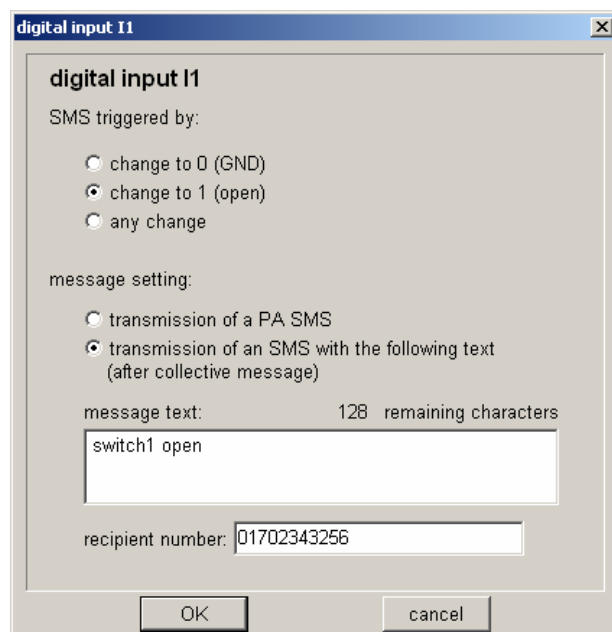 digital input I1
digital input I1
SMS triggered by:
change to 0 (GND)
change to 1 (open)
any change
message setting:
transmission of a PA SMS
transmission of an SMS with the following text
(after collective message)
message text: 128 remaining characters
switch1 open
recipient number: 01702343256
OK cancel